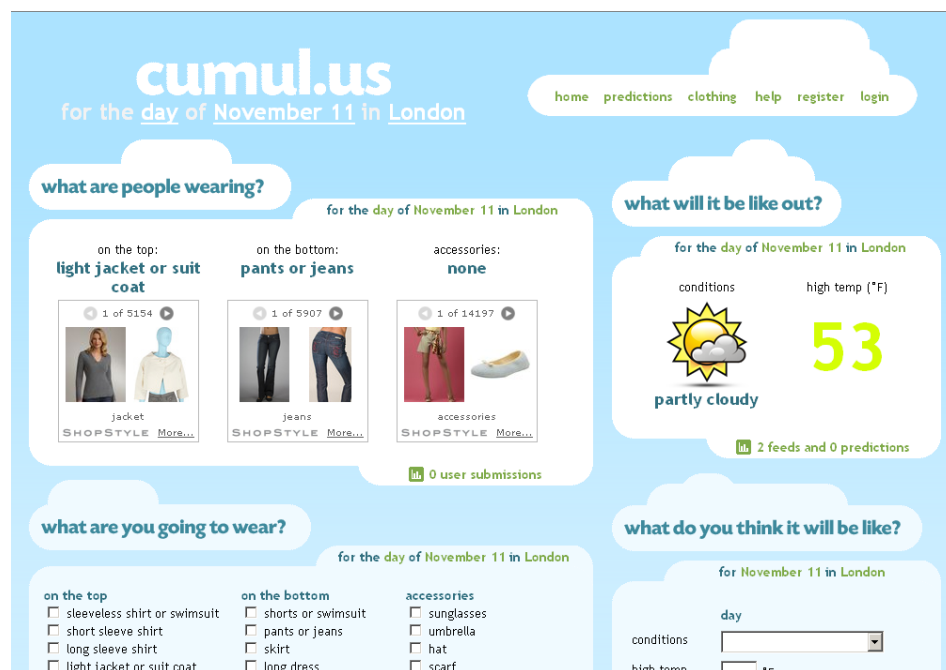 cumul.us
for the day of November 11 in London
home predictions clothing help register login
what are people wearing?
for the day of November 11 in London
on the top:
light jacket or suit
coat
1 of 5154
jacket
SHOPSTYLE More...
on the bottom:
pants or jeans
1 of 5907
jeans
SHOPSTYLE More...
accessories:
none
1 of 14197
accessories
SHOPSTYLE More...
0 user submissions
what will it be like out?
for the day of November 11 in London
conditions
partly cloudy
high temp (°F)
53
2 feeds and 0 predictions
what are you going to wear?
for the day of November 11 in London
on the top
sleeveless shirt or swimsuit
short sleeve shirt
long sleeve shirt
light jacket or suit coat
on the bottom
shorts or swimsuit
pants or jeans
skirt
long dress
accessories
sunglasses
umbrella
hat
scarf
what do you think it will be like?
for November 11 in London
day
conditions
high temp °F